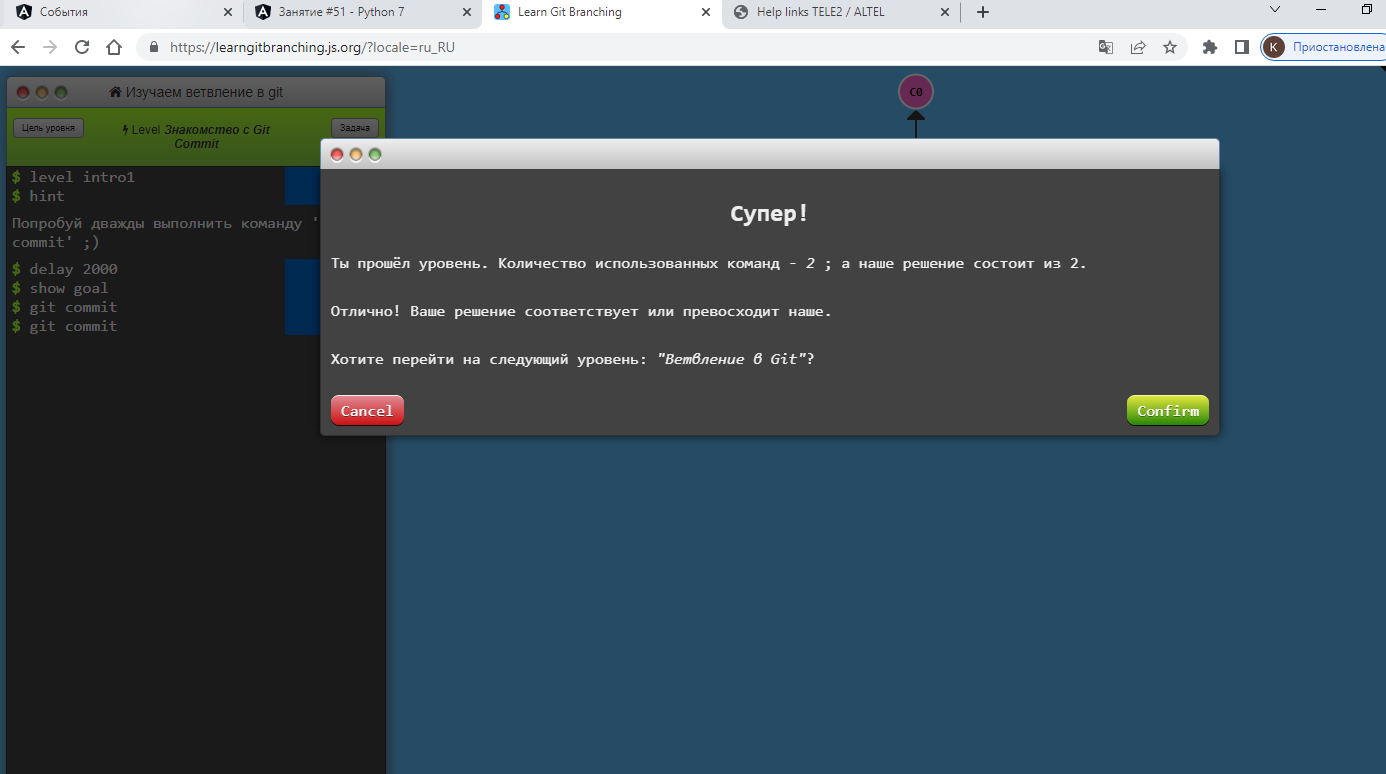 События
Занятие #51 - Python 7
Learn Git Branching
Help links TELE2 / ALTEL
https://learngitbranching.js.org/?locale=ru_RU
K
Приостановлена
Изучаем ветвление в git
C0
Цель уровня
Level Знакомство с Git
Commit
Задача
$ level intro1
$ hint
Попробуй дважды выполнить команду '
commit' ;)
$ delay 2000
$ show goal
$ git commit
$ git commit
Супер!
Ты прошёл уровень. Количество использованных команд - 2 ; а наше решение состоит из 2.
Отлично! Ваше решение соответствует или превосходит наше.
Хотите перейти на следующий уровень: "Ветвление в Git"?
Cancel
Confirm